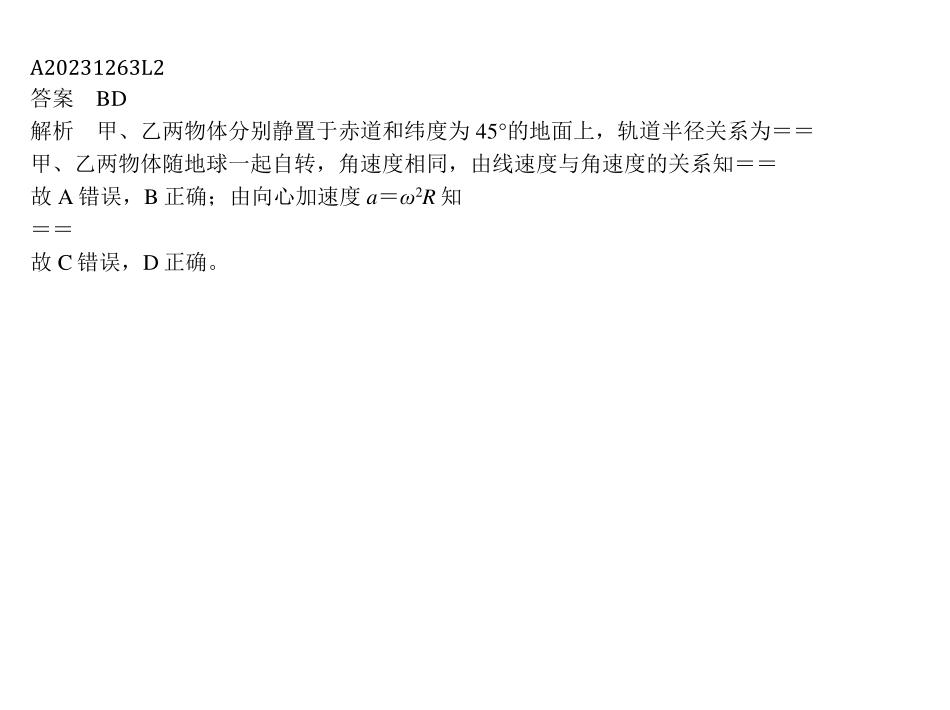 A20231263L2
答案　BD
解析　甲、乙两物体分别静置于赤道和纬度为 45°的地面上，轨道半径关系为＝＝
甲、乙两物体随地球一起自转，角速度相同，由线速度与角速度的关系知＝＝
故 A 错误，B 正确；由向心加速度 a＝ω²R 知
＝＝
故 C 错误，D 正确。